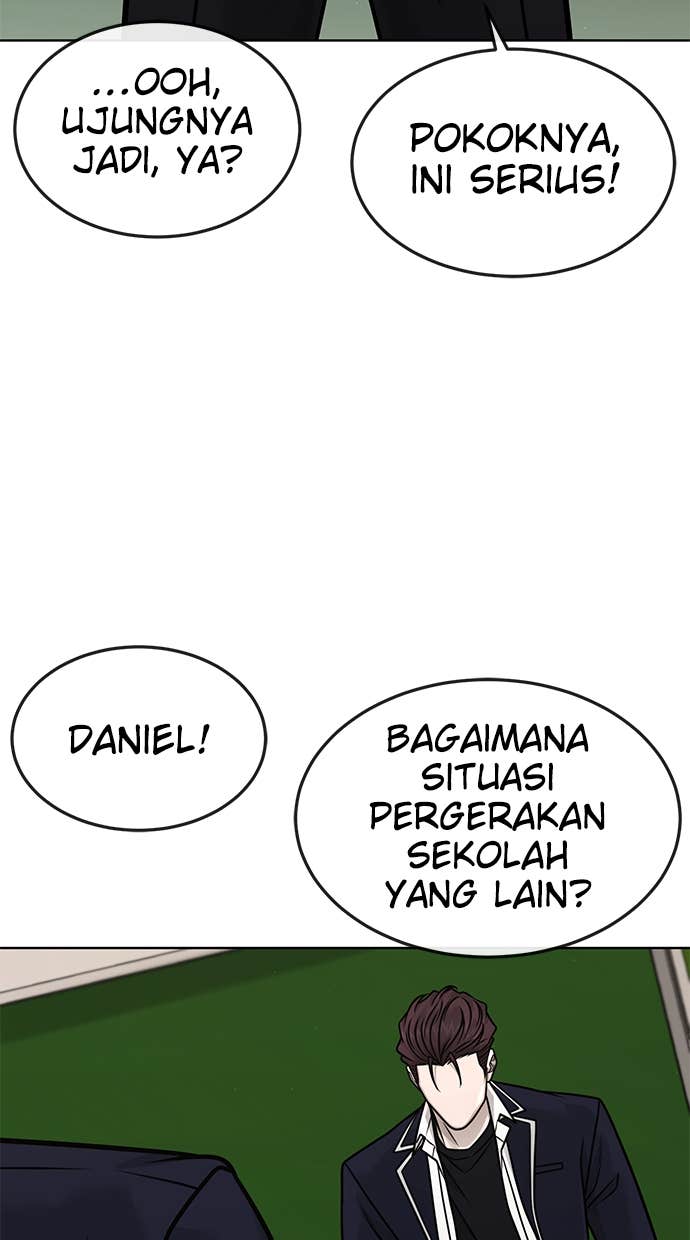 ...OOH,
UJUNGNYA
JADI, YA?
POKOKNYA,
INI SERIUS!
DANIEL!
BAGAIMANA
SITUASI
PERGERAKAN
SEKOLAH
YANG LAIN?